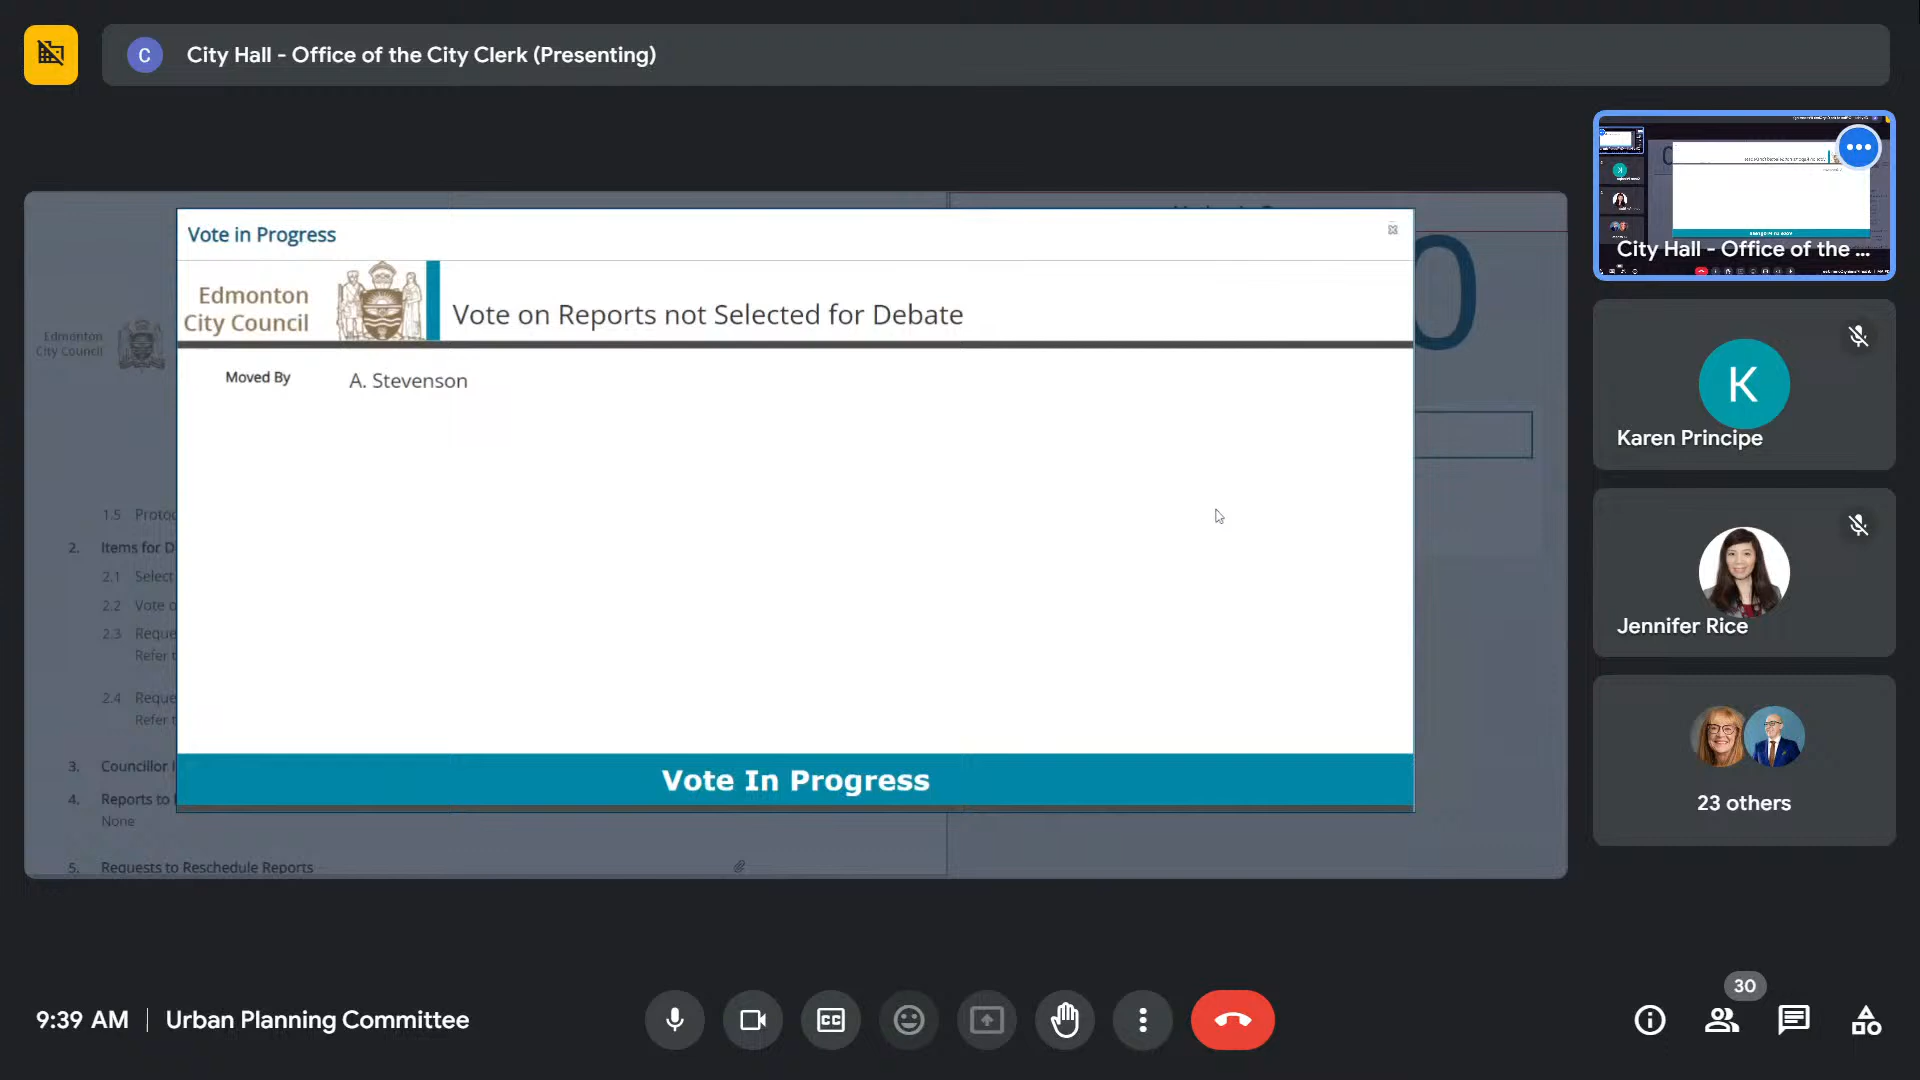 C
City Hall - Office of the City Clerk (Presenting)
Vote in Progress
Edmonton
City Council
Vote on Reports not Selected for Debate
Moved By
A. Stevenson
Vote In Progress
Edmonton
City Council
1.5
2.
Items for
2.1 Select
2.2 Vote
2.3
Refer
2.4
Refer
3. Councillor
4. Reports to
None
5. Requests to Reschedule Reports
City Hall - Office of the ...
K
Karen Principe
Jennifer Rice
23 others
9:39 AM
Urban Planning Committee
CC
30